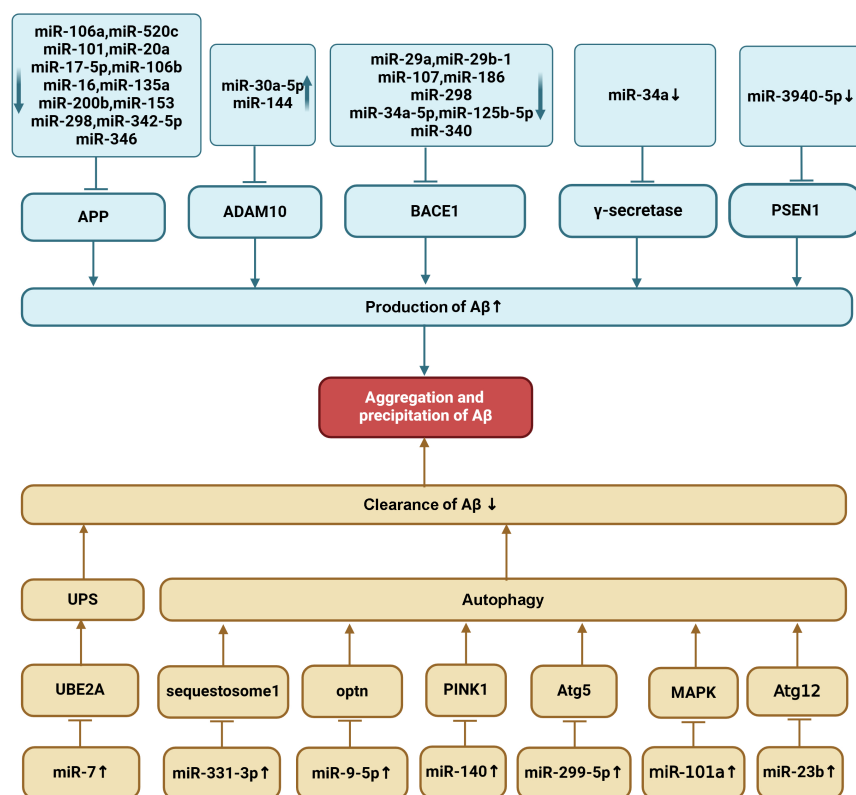 miR-106a,miR-520c
miR-101,miR-20a
miR-17-5p,miR-106b
miR-16,miR-135a
miR-200b,miR-153
miR-298,miR-342-5p
miR-346
miR-30a-5p
miR-144
miR-29a,miR-29b-1
miR-107,miR-186
miR-298
miR-34a-5p,miR-125b-5p
miR-340
miR-34a↓
miR-3940-5p↓
APP
ADAM10
BACE1
γ-secretase
PSEN1
Production of Aβ↑
Aggregation and
precipitation of Aβ
Clearance of Aβ ↓
UPS
Autophagy
UBE2A
sequestosome1
optn
PINK1
Atg5
MAPK
Atg12
miR-7↑
miR-331-3p↑
miR-9-5p↑
miR-140↑
miR-299-5p↑
miR-101a↑
miR-23b↑